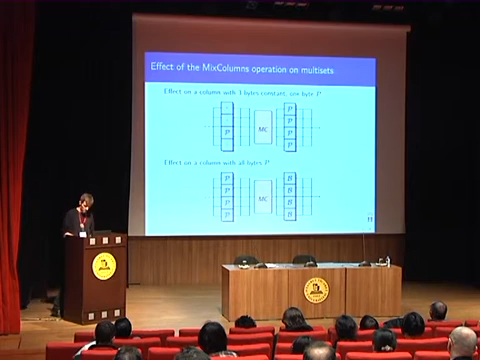 Effect of the MixColumns operation on multisets
Effect on a column with 3 bytes constant, one byte P
P
P
P
P
P
MC
Effect on a column with all bytes P
P
P
P
P
MC
B
B
B
B
11